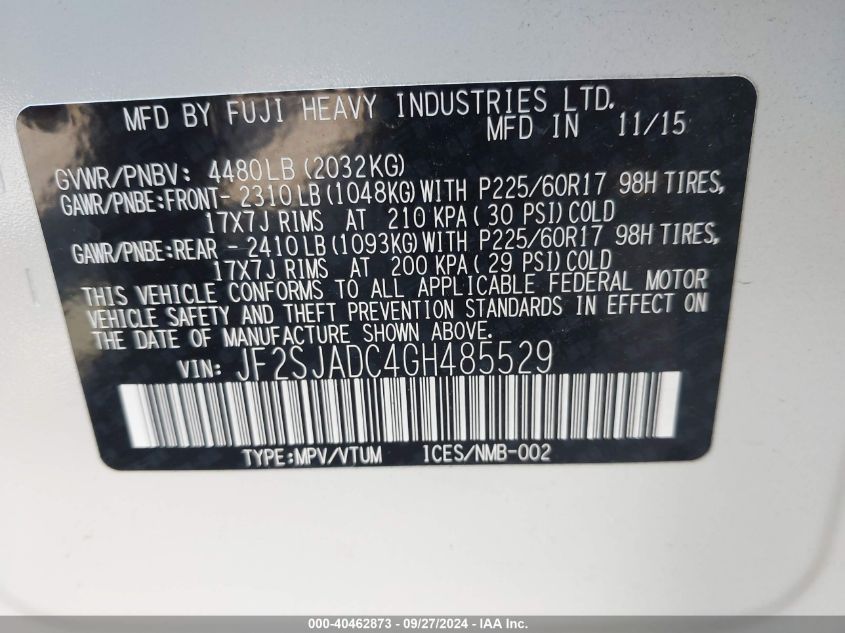 MFD BY FUJI HEAVY INDUSTRIES LTD.
MFD IN 11/15
GVWR/PNBV: 4480LB (2032KG)
GAWR/PNBE:FRONT- 2310LB (1048KG) WITH P225/60R17 98H TIRES,
17X7J RIMS AT 210 KPA ( 30 PSI) COLD
GAWR/PNBE:REAR - 2410LB (1093KG) WITH P225/60R17 98H TIRES,
17X7J RIMS AT 200 KPA ( 29 PSI) COLD
THIS VEHICLE CONFORMS TO ALL APPLICABLE FEDERAL MOTOR
VEHICLE SAFETY AND THEFT PREVENTION STANDARDS IN EFFECT ON
THE DATE OF MANUFACTURE SHOWN ABOVE.
VIN: JF2SJADC4GH485529
TYPE:MPV/VTUM ICES/NMB-002
000-40462873 - 09/27/2024 - IAA Inc.